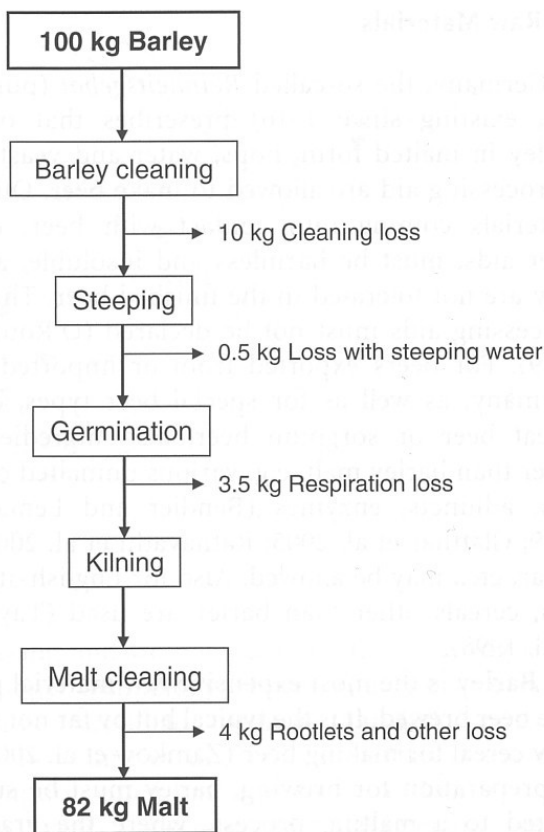 100 kg Barley
Barley cleaning
10 kg Cleaning loss
Steeping
0.5 kg Loss with steeping water
Germination
3.5 kg Respiration loss
Kilning
Malt cleaning
4 kg Rootlets and other loss
82 kg Malt